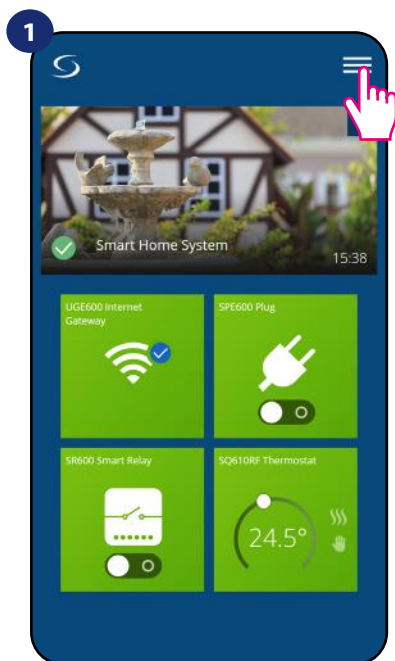 1
Smart Home System
15:38
UGE600 Internet
Gateway
SPE600 Plug
SR600 Smart Relay
SQ610RF Thermostat
24.5°